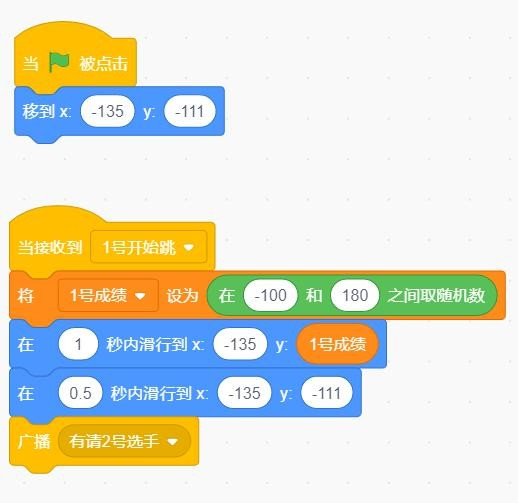 当 被点击
移到 x: -135 y: -111
当接收到 1号开始跳
将 1号成绩 设为 在 -100 和 180 之间取随机数
在 1 秒内滑行到 x: -135 y: 1号成绩
在 0.5 秒内滑行到 x: -135 y: -111
广播 有请2号选手